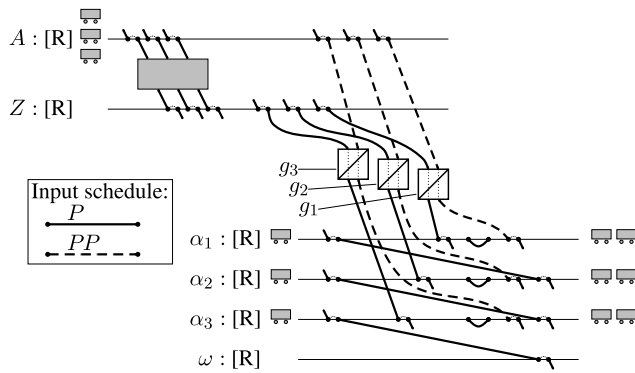 A : [R]
Z : [R]
g₃
g₂
g₁
Input schedule:
P
PP
α₁ : [R]
α₂ : [R]
α₃ : [R]
ω : [R]